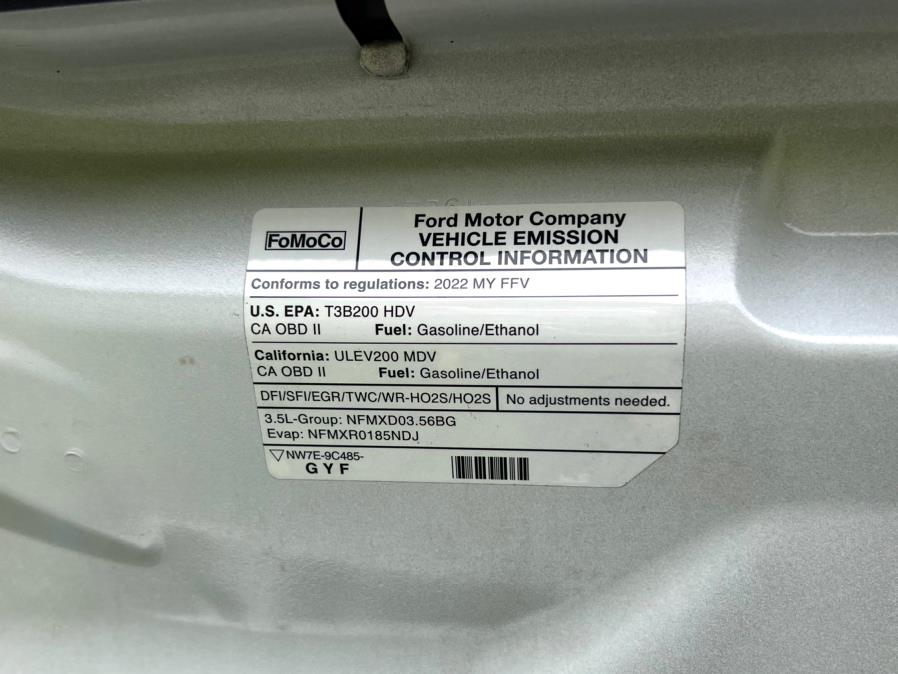 FoMoCo
Ford Motor Company
VEHICLE EMISSION
CONTROL INFORMATION
Conforms to regulations: 2022 MY FFV
U.S. EPA: T3B200 HDV
CA OBD II Fuel: Gasoline/Ethanol
California: ULEV200 MDV
CA OBD II Fuel: Gasoline/Ethanol
DFI/SFI/EGR/TWC/WR-HO2S/HO2S No adjustments needed.
3.5L-Group: NFMXD03.56BG
Evap: NFMXR0185NDJ
NW7E-9C485-
G Y F